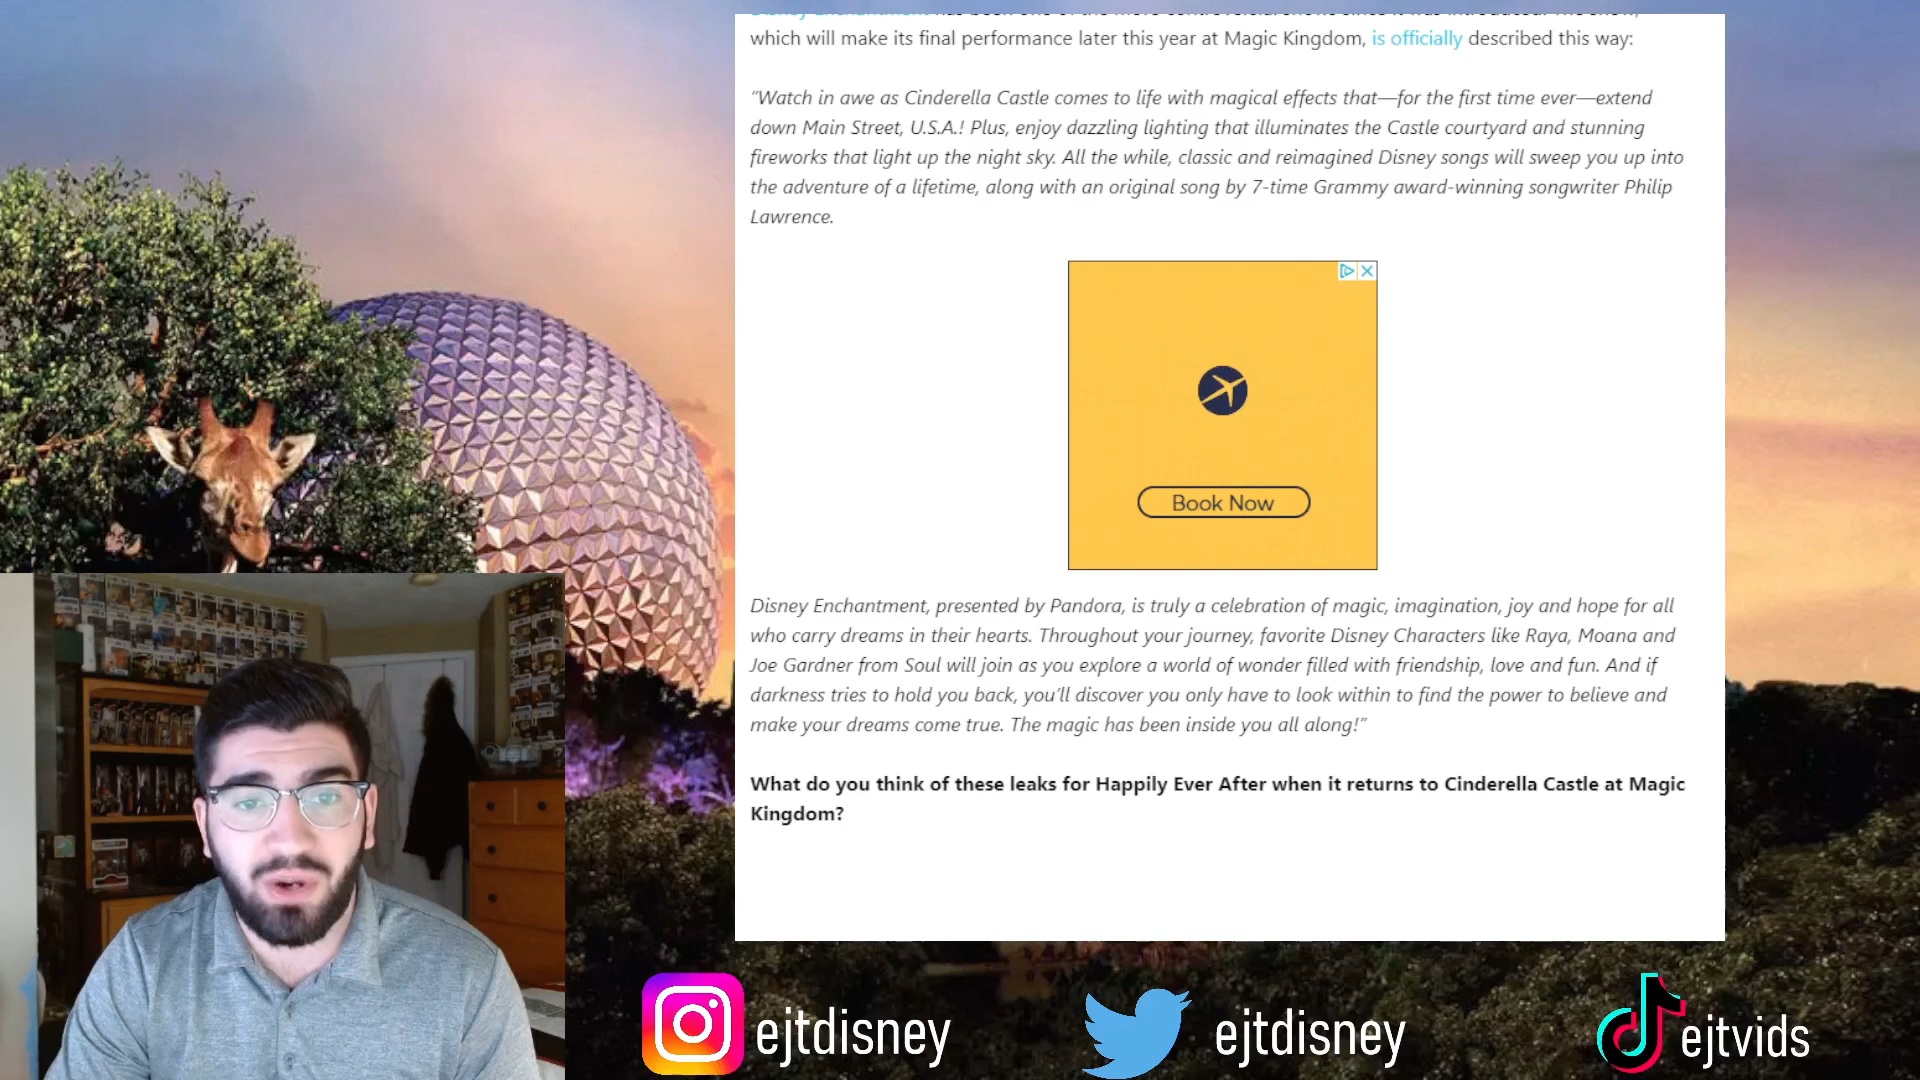 which will make its final performance later this year at Magic Kingdom, is officially described this way:
"Watch in awe as Cinderella Castle comes to life with magical effects that—for the first time ever—extend
down Main Street, U.S.A.! Plus, enjoy dazzling lighting that illuminates the Castle courtyard and stunning
fireworks that light up the night sky. All the while, classic and reimagined Disney songs will sweep you up into
the adventure of a lifetime, along with an original song by 7-time Grammy award-winning songwriter Philip
Lawrence.
Book Now
Disney Enchantment, presented by Pandora, is truly a celebration of magic, imagination, joy and hope for all
who carry dreams in their hearts. Throughout your journey, favorite Disney Characters like Raya, Moana and
Joe Gardner from Soul will join as you explore a world of wonder filled with friendship, love and fun. And if
darkness tries to hold you back, you'll discover you only have to look within to find the power to believe and
make your dreams come true. The magic has been inside you all along!"
What do you think of these leaks for Happily Ever After when it returns to Cinderella Castle at Magic
Kingdom?
ejtdisney
ejtdisney
ejtvids